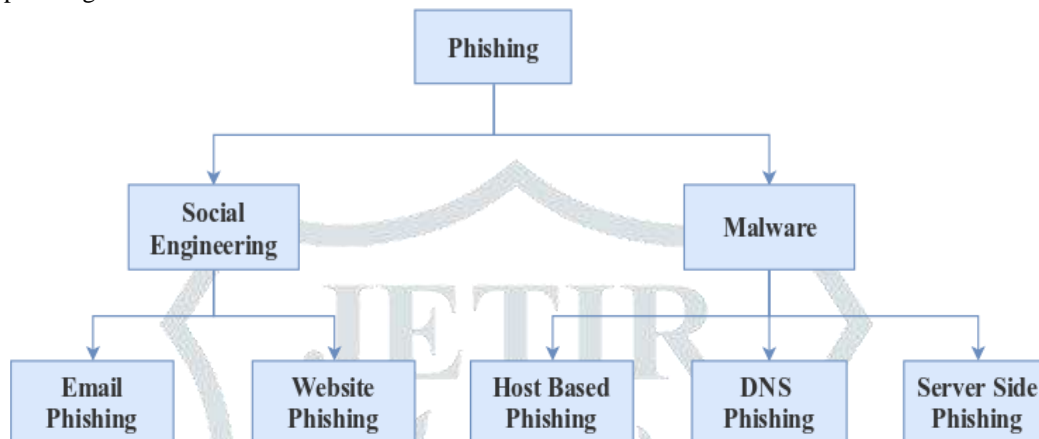 Phishing
Social
Engineering
Malware
JETIR
Email
Phishing
Website
Phishing
Host Based
Phishing
DNS
Phishing
Server Side
Phishing